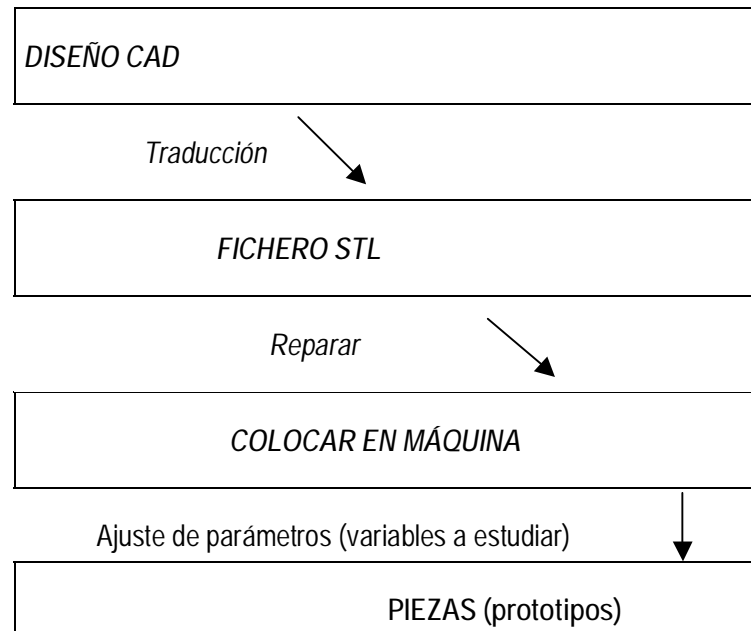 DISEÑO CAD
Traducción
FICHERO STL
Reparar
COLOCAR EN MÁQUINA
Ajuste de parámetros (variables a estudiar)
PIEZAS (prototipos)